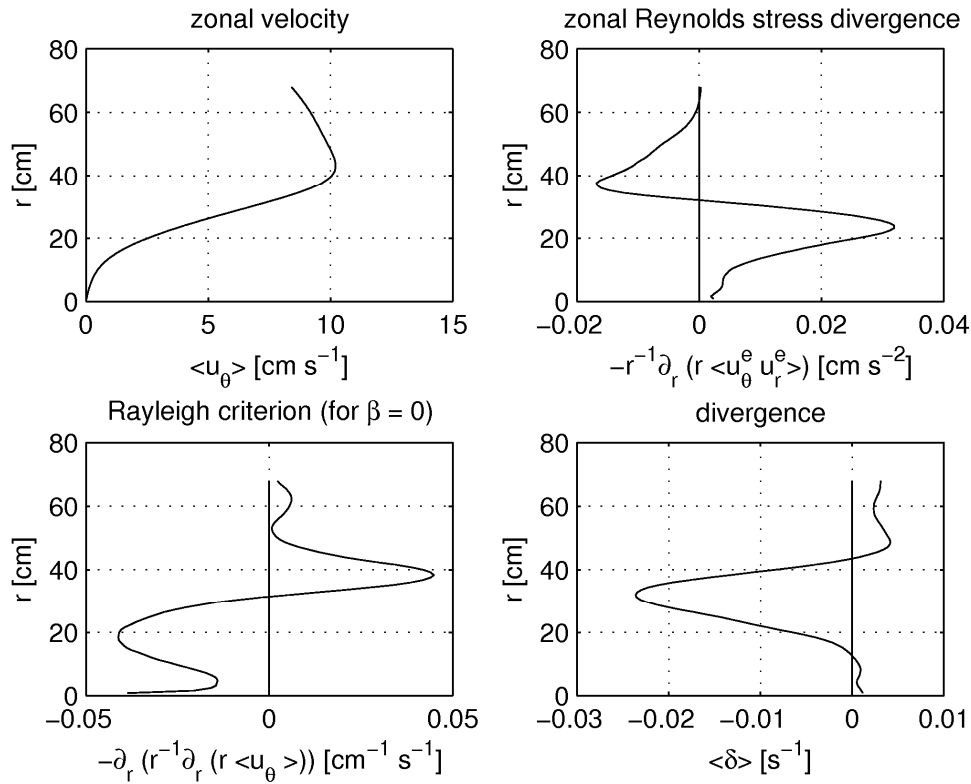 zonal velocity
80
60
40
20
0
r [cm]
0 5 10 15
<u_θ> [cm s⁻¹]
zonal Reynolds stress divergence
80
60
40
20
0
r [cm]
−0.02 0 0.02 0.04
−r⁻¹∂_r (r <u_θ^e u_r^e>) [cm s⁻²]
Rayleigh criterion (for β = 0)
80
60
40
20
0
r [cm]
−0.05 0 0.05
−∂_r (r⁻¹∂_r (r <u_θ >)) [cm⁻¹ s⁻¹]
divergence
80
60
40
20
0
r [cm]
−0.03 −0.02 −0.01 0 0.01
<δ> [s⁻¹]